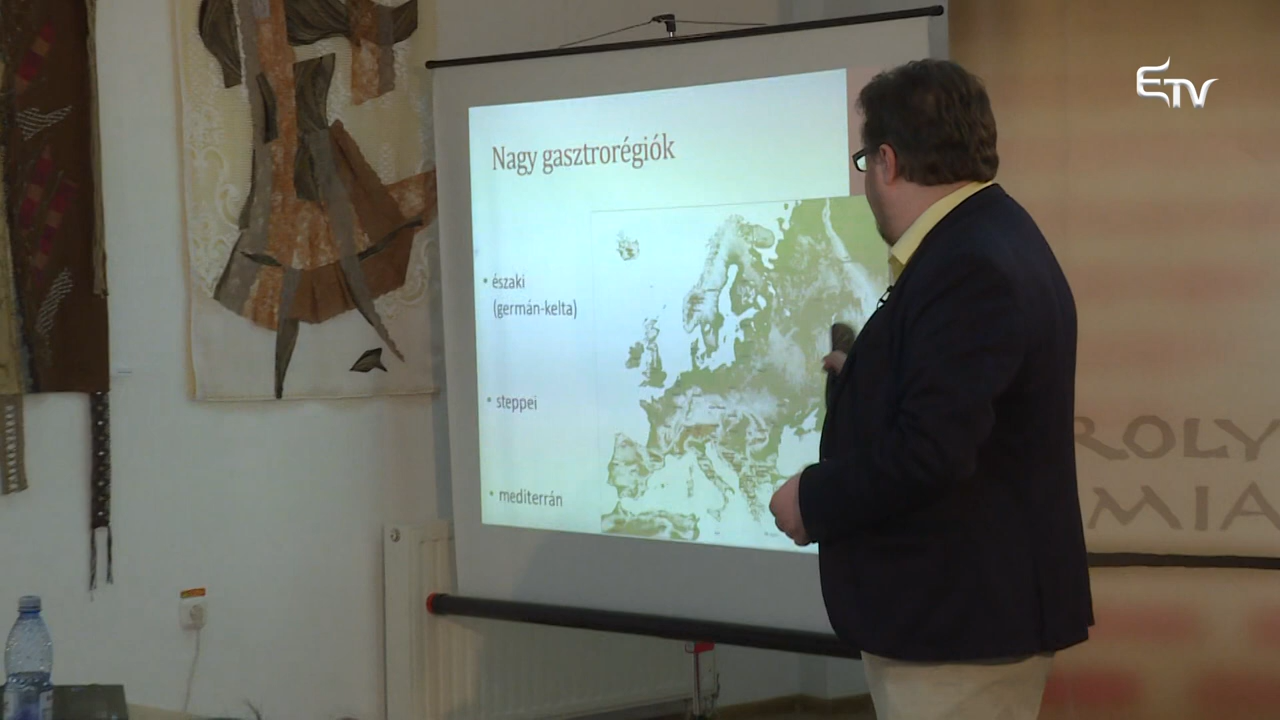 ETV
Nagy gasztrorégiók
• északi
(germán-kelta)
• steppei
• mediterrán
ROLY
MIA